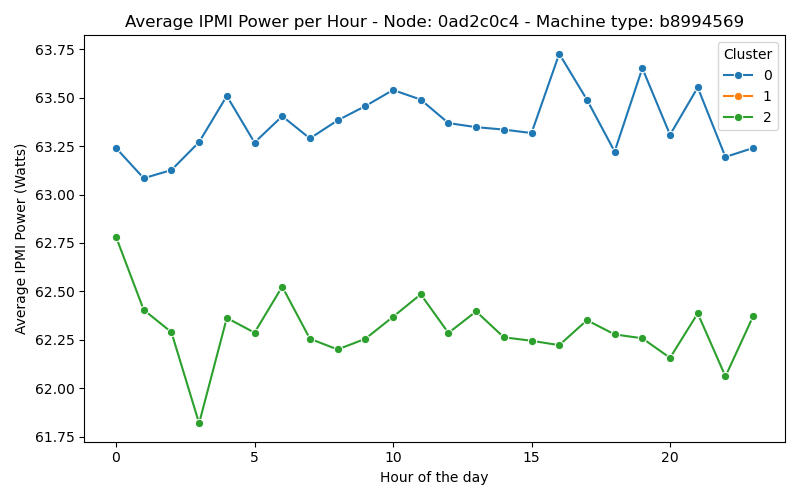 Average IPMI Power per Hour - Node: 0ad2c0c4 - Machine type: b8994569
Cluster
0
1
2
63.75
63.50
63.25
63.00
62.75
62.50
62.25
62.00
61.75
Average IPMI Power (Watts)
0 5 10 15 20
Hour of the day